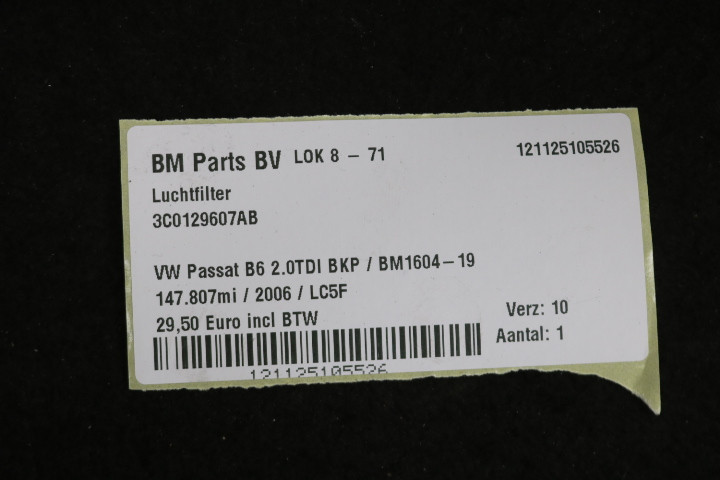 BM Parts BV LOK 8 - 71 121125105526
Luchtfilter
3C0129607AB
VW Passat B6 2.0TDI BKP / BM1604-19
147.807mi / 2006 / LC5F
29,50 Euro incl BTW
Verz: 10
Aantal: 1
121125105526